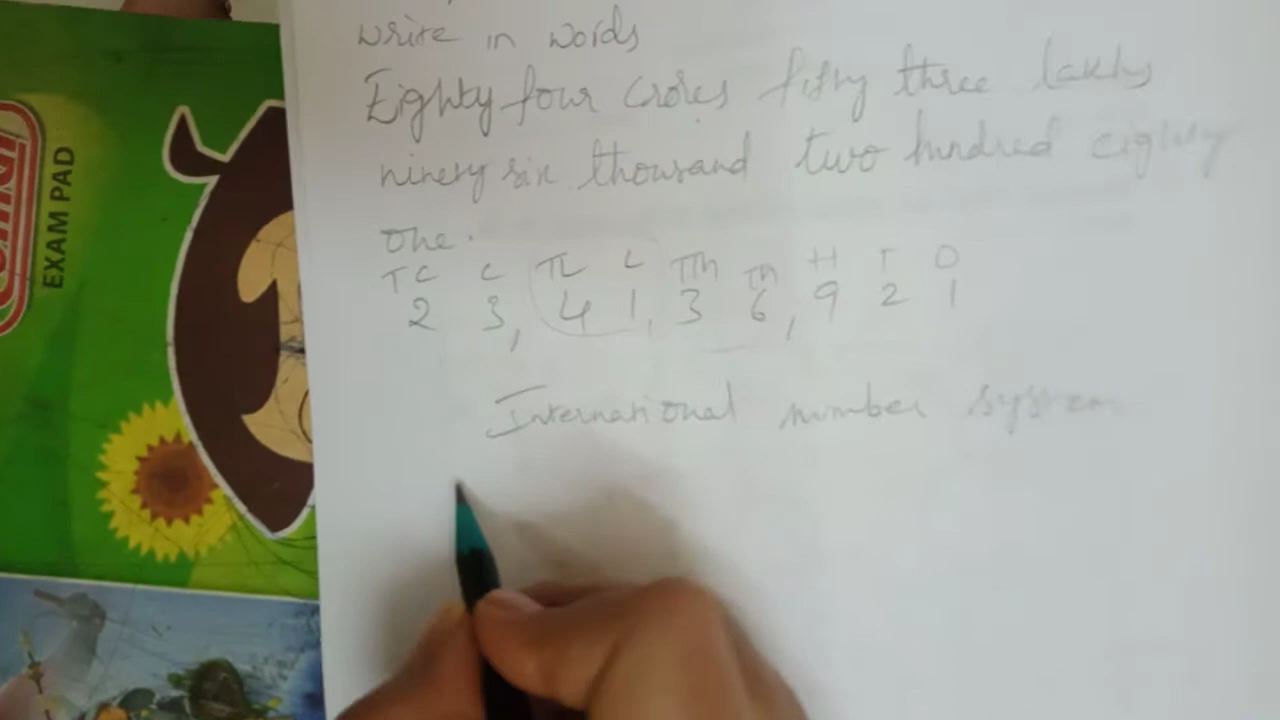 write in words
Eighty four crores fifty three lakhs
ninety six thousand two hundred eighty
one.
TC C TL L TTh Th H T O
2 3, 4 1, 3 6, 9 2 1
International number system
EXAM PAD